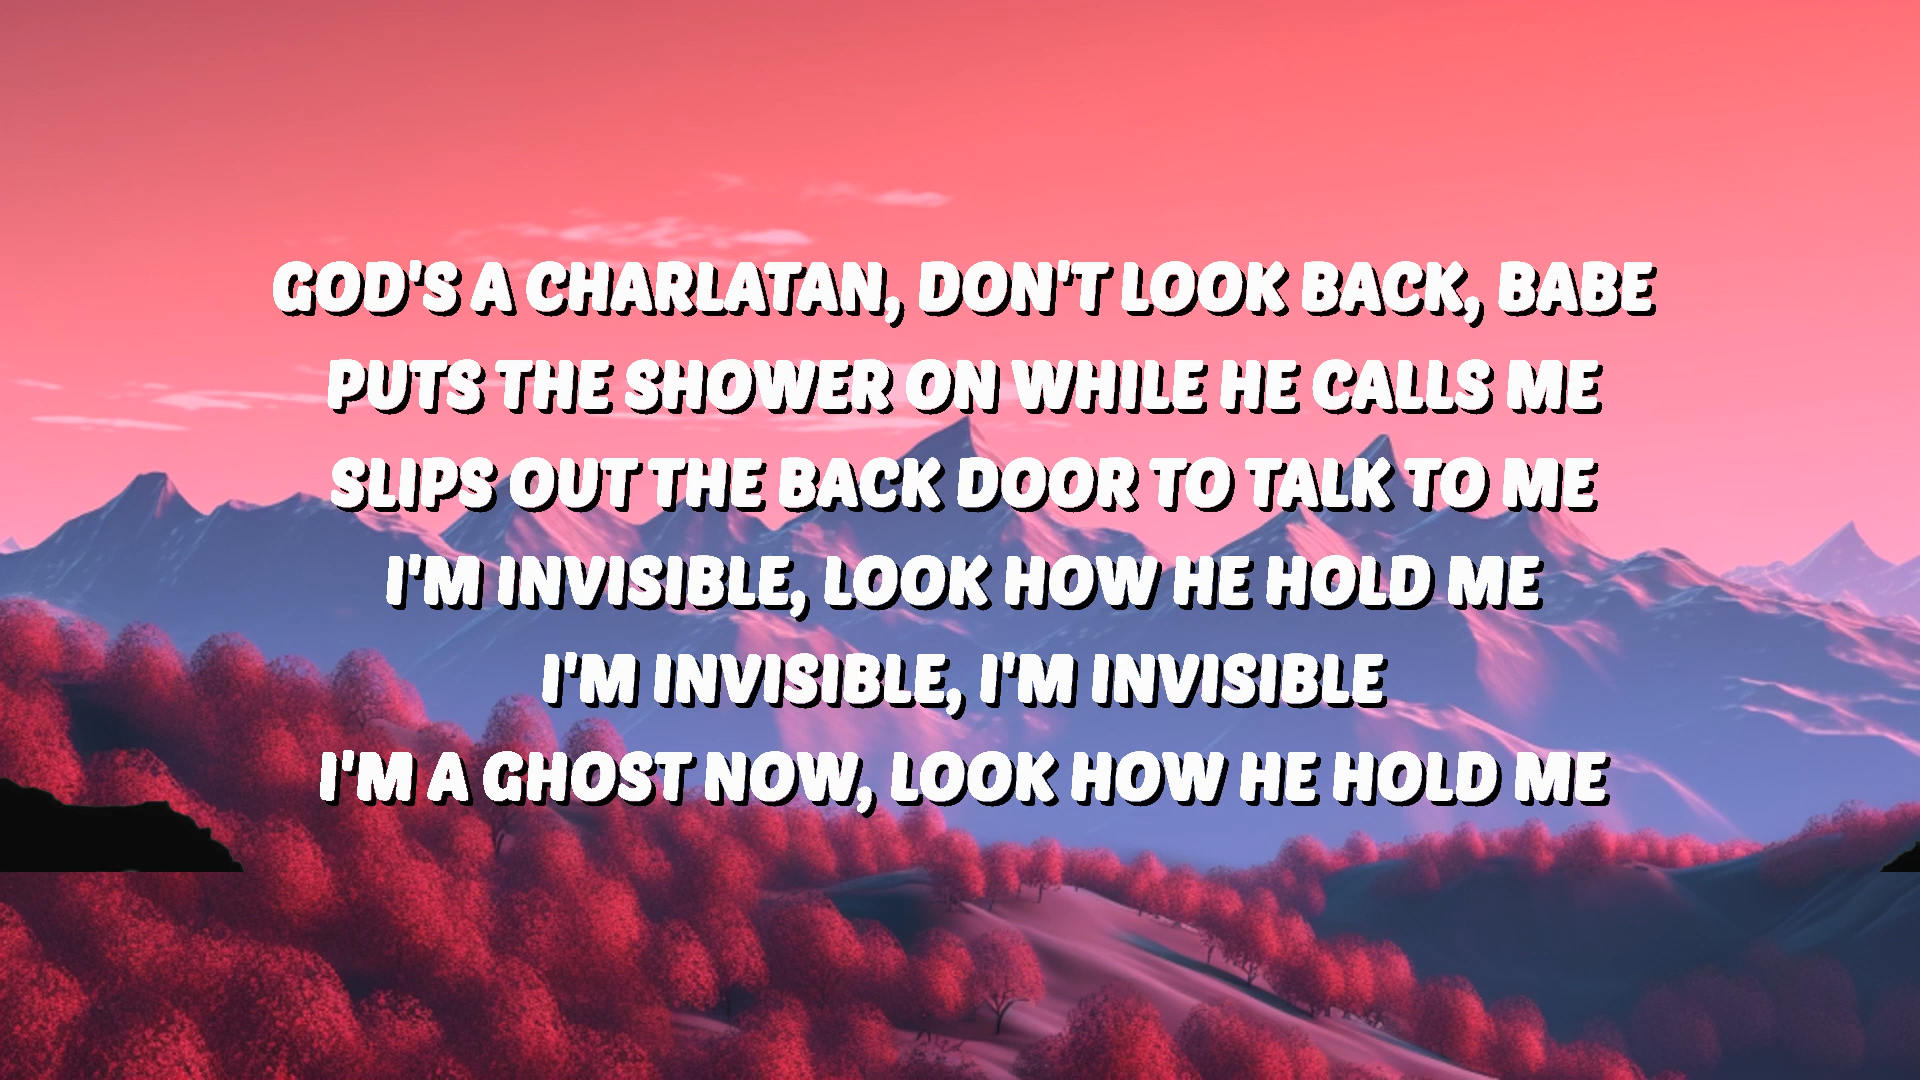 GOD'S A CHARLATAN, DON'T LOOK BACK, BABE
PUTS THE SHOWER ON WHILE HE CALLS ME
SLIPS OUT THE BACK DOOR TO TALK TO ME
I'M INVISIBLE, LOOK HOW HE HOLD ME
I'M INVISIBLE, I'M INVISIBLE
I'M A GHOST NOW, LOOK HOW HE HOLD ME